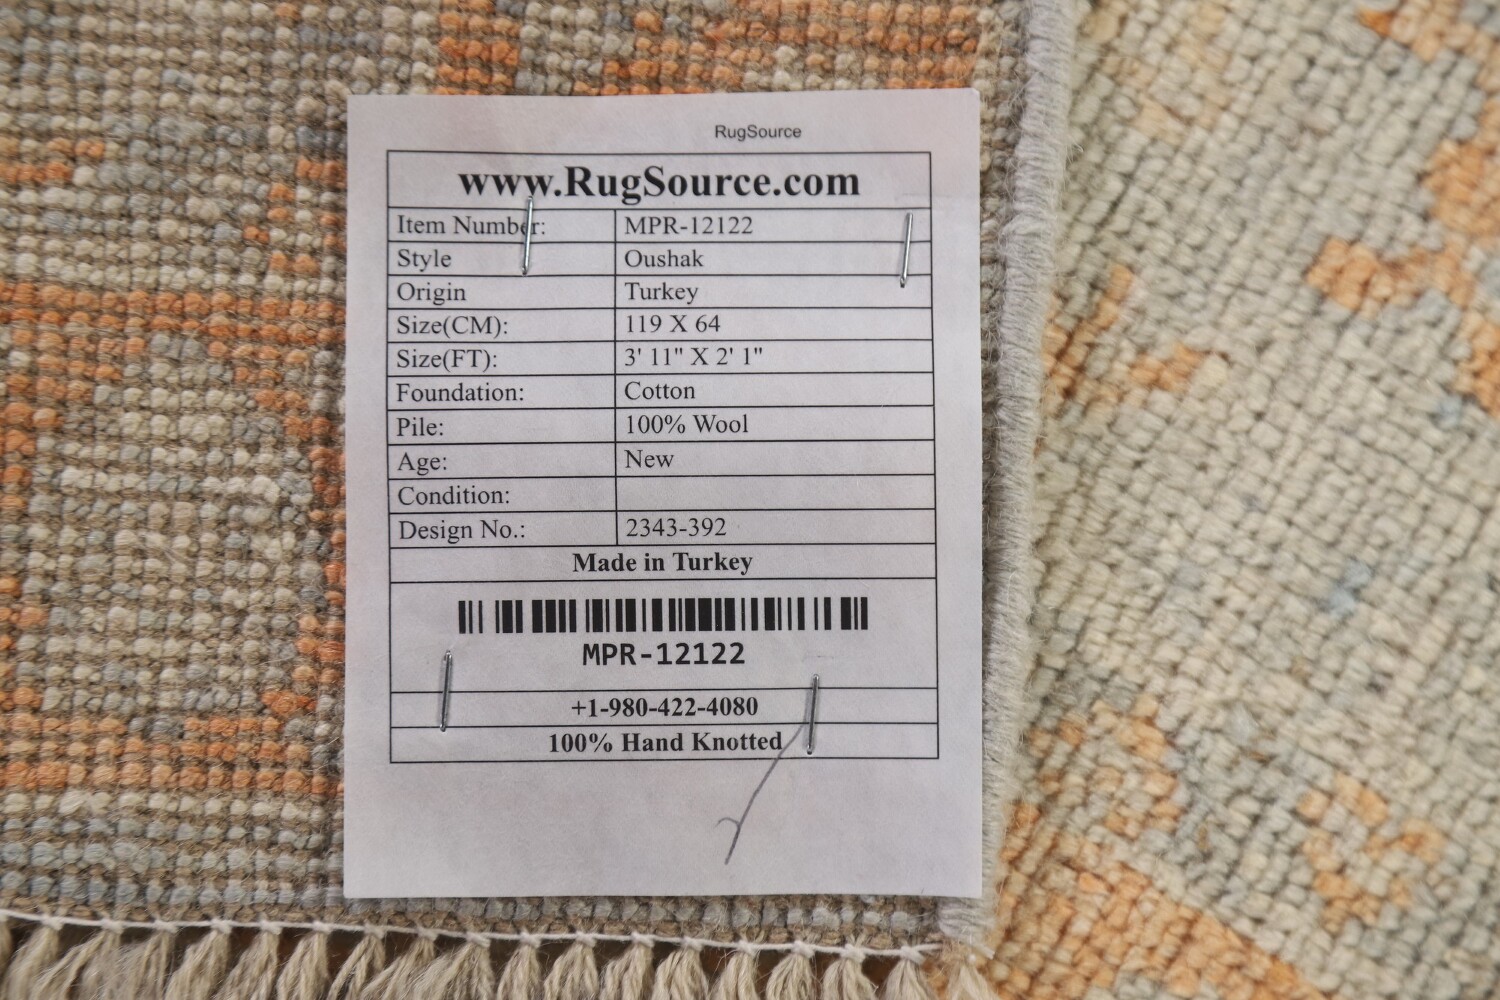 RugSource
www.RugSource.com
Item Number: MPR-12122
Style Oushak
Origin Turkey
Size(CM): 119 X 64
Size(FT): 3' 11" X 2' 1"
Foundation: Cotton
Pile: 100% Wool
Age: New
Condition:
Design No.: 2343-392
Made in Turkey
MPR-12122
+1-980-422-4080
100% Hand Knotted